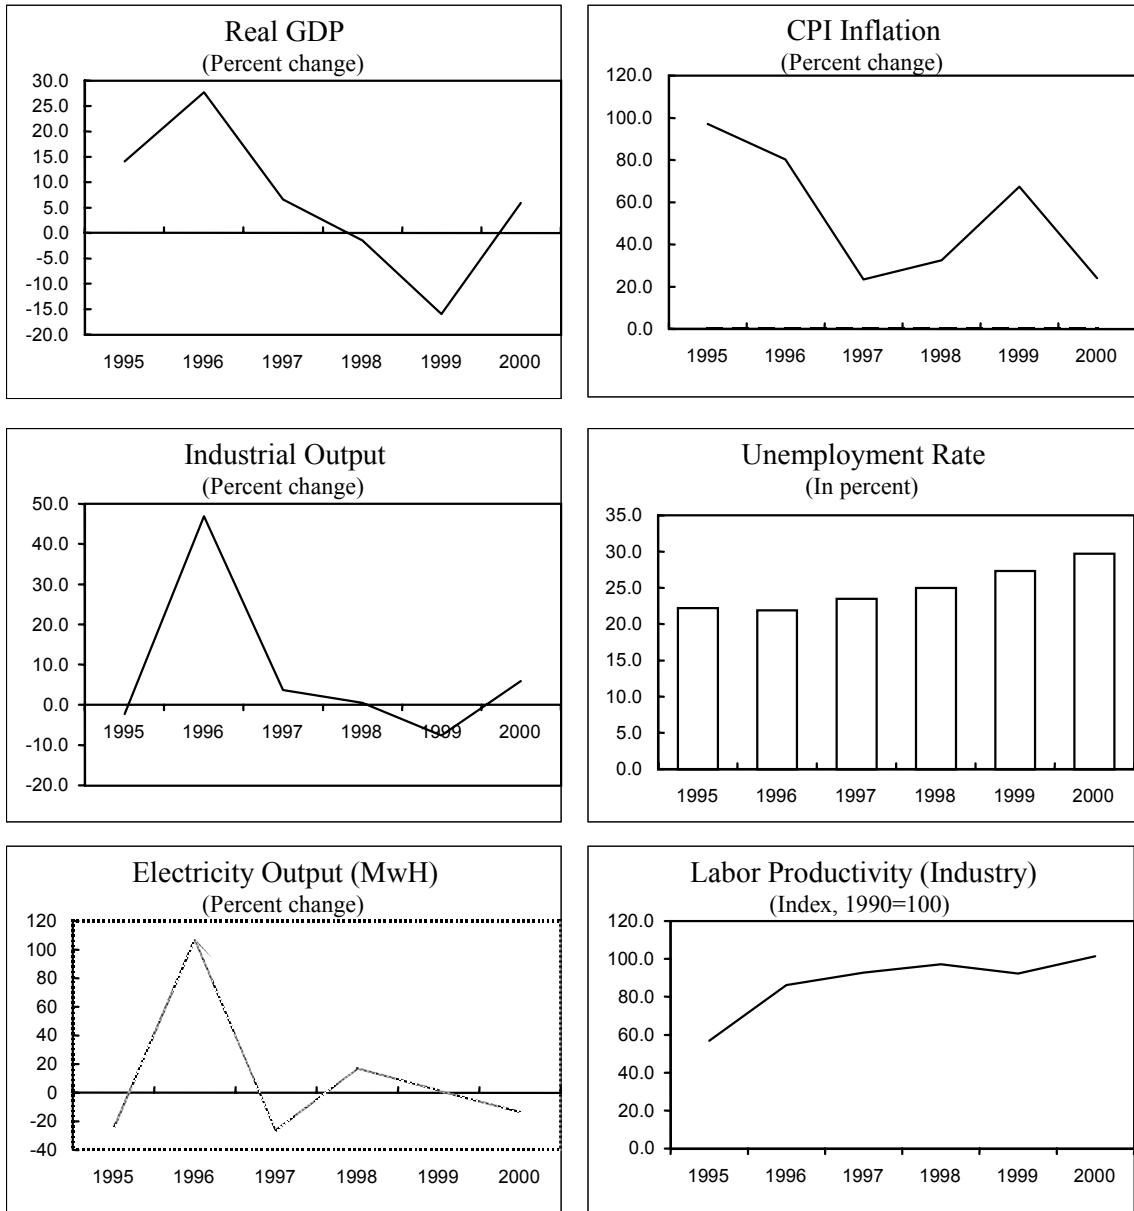 Real GDP
(Percent change)
30.0
25.0
20.0
15.0
10.0
5.0
0.0
-5.0
-10.0
-15.0
-20.0
1995 1996 1997 1998 1999 2000
CPI Inflation
(Percent change)
120.0
100.0
80.0
60.0
40.0
20.0
0.0
1995 1996 1997 1998 1999 2000
Industrial Output
(Percent change)
50.0
40.0
30.0
20.0
10.0
0.0
1995 1996 1997 1998 1999 2000
-10.0
-20.0
Unemployment Rate
(In percent)
35.0
30.0
25.0
20.0
15.0
10.0
5.0
0.0
1995 1996 1997 1998 1999 2000
Electricity Output (MwH)
(Percent change)
120
100
80
60
40
20
0
-20
-40
1995 1996 1997 1998 1999 2000
Labor Productivity (Industry)
(Index, 1990=100)
120.0
100.0
80.0
60.0
40.0
20.0
0.0
1995 1996 1997 1998 1999 2000